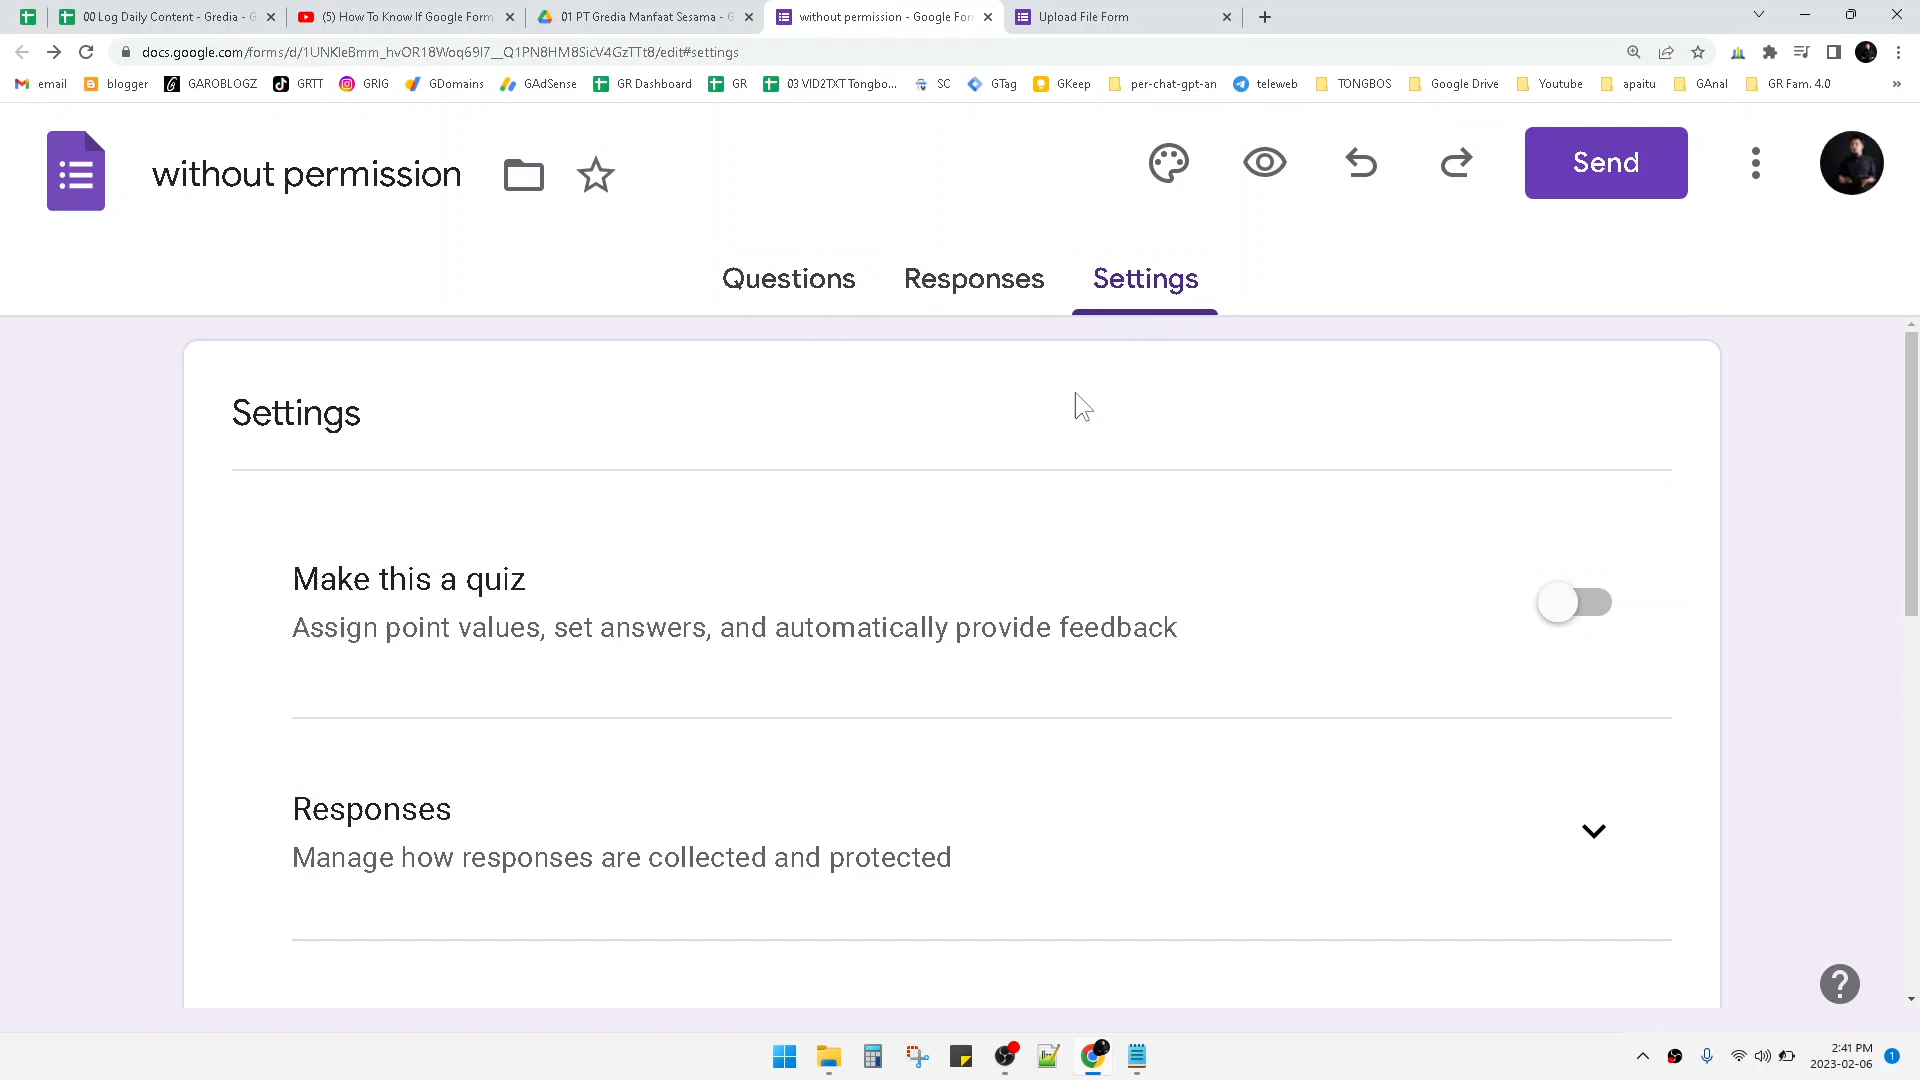 00 Log Daily Content - Gredia - G
(5) How To Know If Google Form
01 PT Gredia Manfaat Sesama - G
without permission - Google For
Upload File Form
docs.google.com/forms/d/1UNKleBmm_hvOR18Woq69I7__Q1PN8HM8SicV4GzTTt8/edit#settings
email
blogger
GAROBLOGZ
GRTT
GRIG
GDomains
GAdSense
GR Dashboard
GR
03 VID2TXT Tongbo...
SC
GTag
GKeep
per-chat-gpt-an
teleweb
TONGBOS
Google Drive
Youtube
apaitu
GAnal
GR Fam. 4.0
»
without permission
Send
Questions
Responses
Settings
Settings
Make this a quiz
Assign point values, set answers, and automatically provide feedback
Responses
Manage how responses are collected and protected
2:41 PM
2023-02-06
1